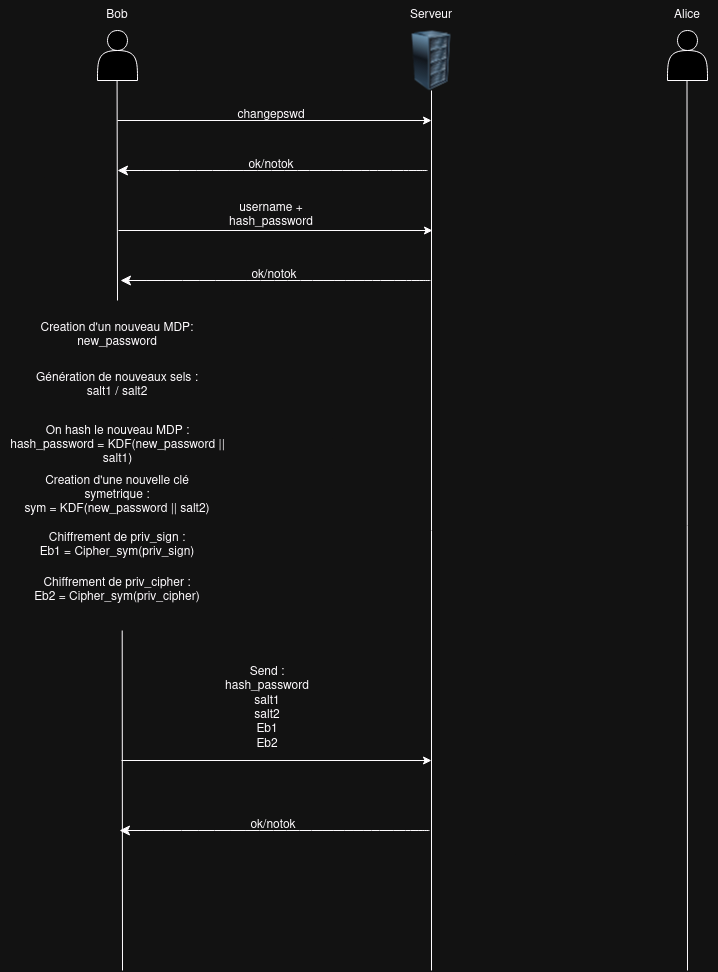 Bob
Serveur
Alice
changepswd
ok/notok
username +
hash_password
ok/notok
Creation d'un nouveau MDP:
new_password
Génération de nouveaux sels :
salt1 / salt2
On hash le nouveau MDP :
hash_password = KDF(new_password ||
salt1)
Creation d'une nouvelle clé
symetrique :
sym = KDF(new_password || salt2)
Chiffrement de priv_sign :
Eb1 = Cipher_sym(priv_sign)
Chiffrement de priv_cipher :
Eb2 = Cipher_sym(priv_cipher)
Send :
hash_password
salt1
salt2
Eb1
Eb2
ok/notok